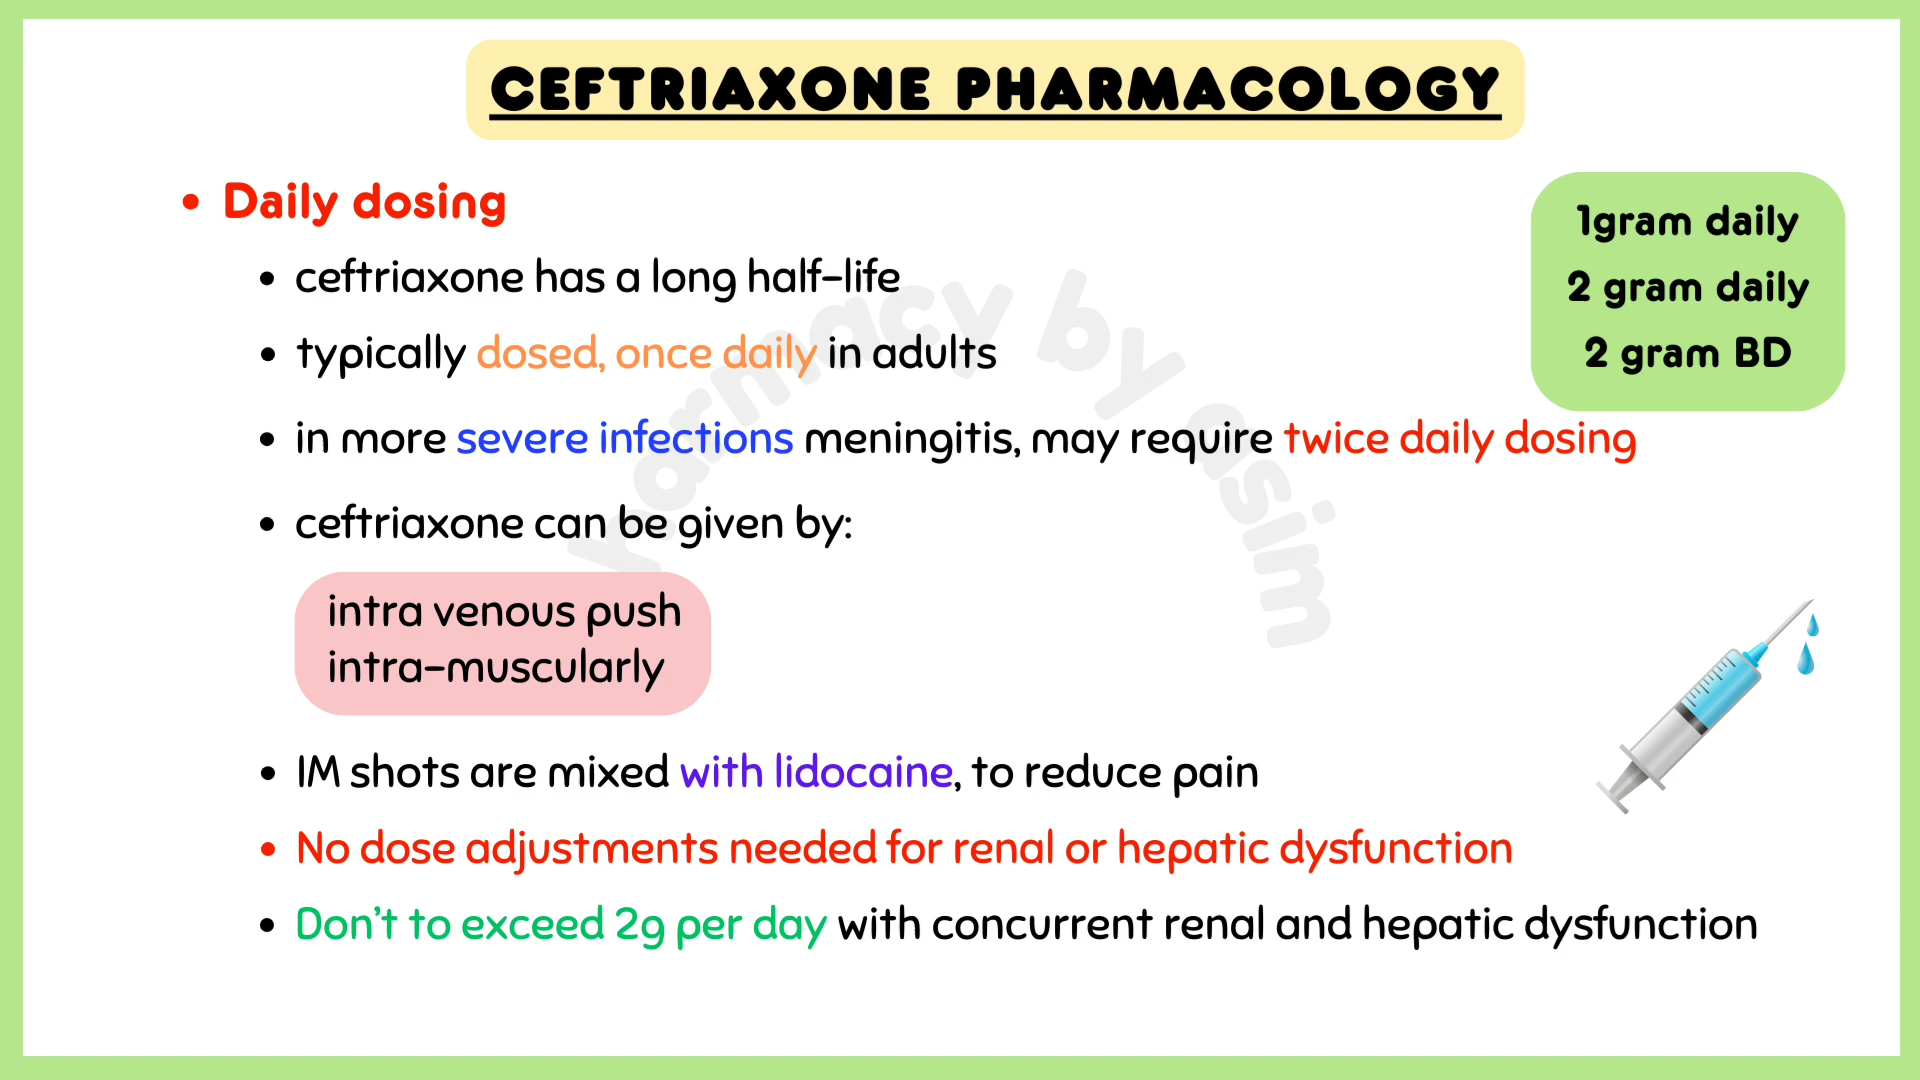 CEFTRIAXONE PHARMACOLOGY
• Daily dosing
• ceftriaxone has a long half-life
• typically dosed, once daily in adults
• in more severe infections meningitis, may require twice daily dosing
• ceftriaxone can be given by:
intra venous push
intra-muscularly
• IM shots are mixed with lidocaine, to reduce pain
• No dose adjustments needed for renal or hepatic dysfunction
• Don't to exceed 2g per day with concurrent renal and hepatic dysfunction
1gram daily
2 gram daily
2 gram BD
by asim